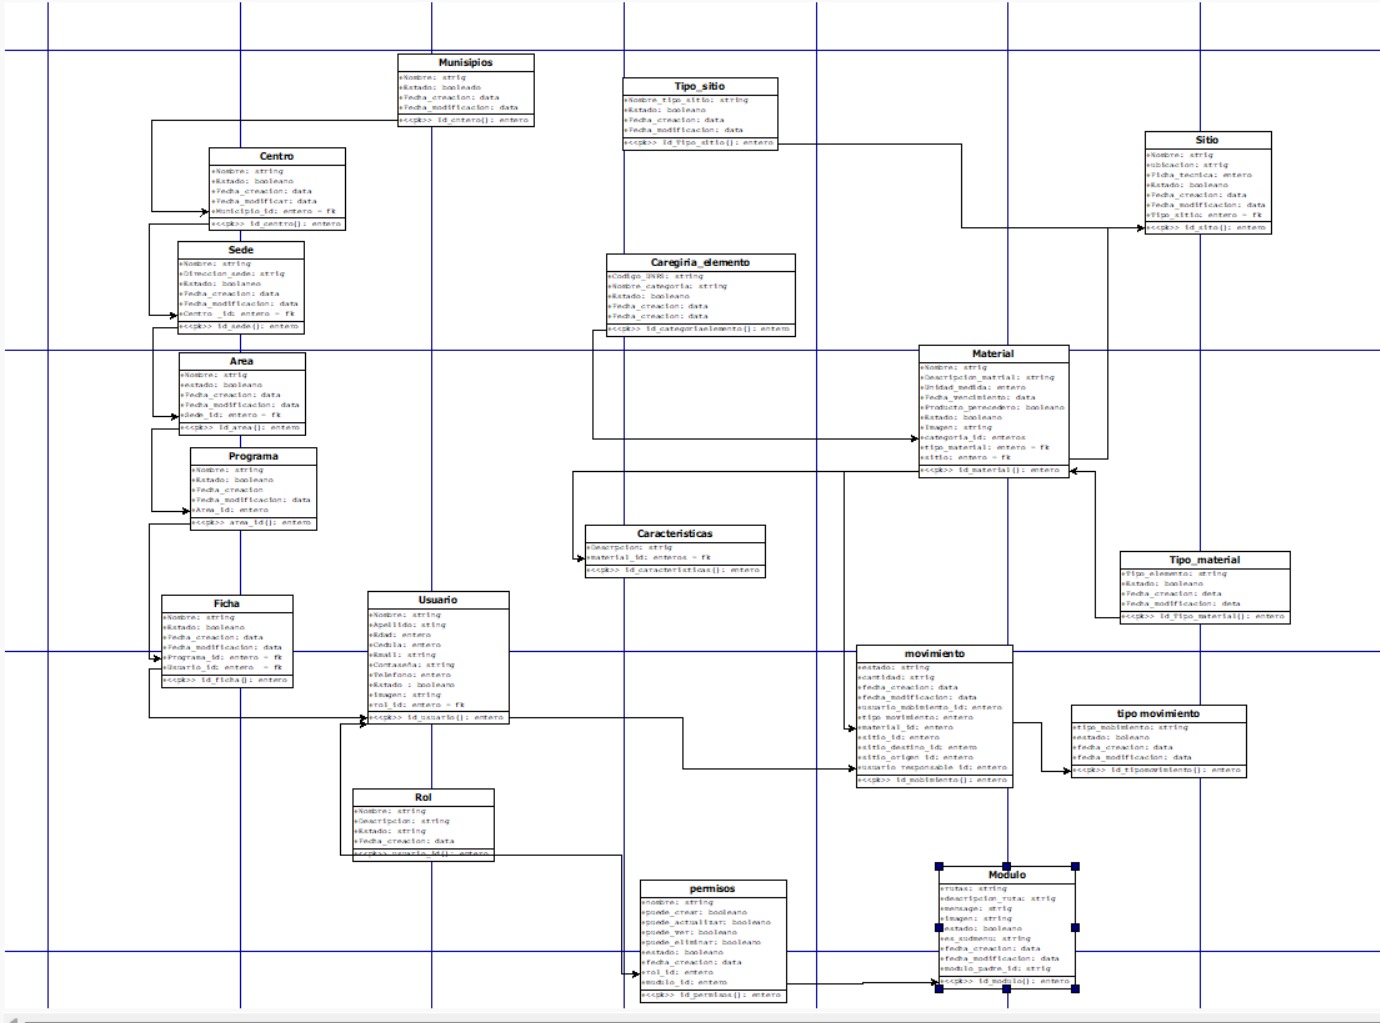 Munisipios
+Nombre: strig
+Estado: booleado
+Fecha_creacion: data
+Fecha_modificacion: data
+<<pk>> id_cntero(): entero
Tipo_sitio
+Nombre_tipo_sitio: string
+Estado: booleano
+Fecha_creacion: data
+Fecha_modificacion: data
+<<pk>> id_Tipo_sitio(): entero
Sitio
+Nombre: strig
+ubicacion: strig
+Ficha_tecnica: entero
+Estado: booleano
+Fecha_creacion: data
+Fecha_modificacion: data
+Tipo_sitio: entero = fk
+<<pk>> id_sito(): entero
Centro
+Nombre: string
+Estado: booleano
+Fecha_creacion: data
+Fecha_modificar: data
+Municipio_id: entero = fk
+<<pk>> id_centro(): entero
Sede
+Nombre: string
+Direccion_sede: strig
+Estado: boolaneo
+Fecha_creacion: data
+Fecha_modificacion: data
+Centro _id: entero = fk
+<<pk>> id_sede(): entero
Caregiria_elemento
+Codigo_UNRS: string
+Nombre_categoria: string
+Estado: booleano
+Fecha_creacion: data
+Fecha_creacion: data
+<<pk>> id_categoriaelemento(): entero
Area
+Nombre: strig
+estado: booleano
+Fecha_creacion: data
+Fecha_modificacion: data
+Sede_id: entero = fk
+<<pk>> id_area(): entero
Material
+Nombre: strig
+Descripcion_matrial: string
+Unidad_medida: entero
+Fecha_vencimiento: data
+Producto_perecedero: booleano
+Estado: booleano
+Imagen: string
+categoria_id: enteros
+tipo_material: entero = fk
+sitio: entero = fk
+<<pk>> id_material(): entero
Programa
+Nombre: string
+Estado: booleano
+Fecha_creacion
+Fecha_modificacion: data
+Area_id: entero
+<<pk>> area_id(): entero
Caracteristicas
+Descrpcion: strig
+material_id: enteros = fk
+<<pk>> id_caracteristicas(): entero
Tipo_material
+Tipo_elemento: string
+Estado: booleano
+Fecha_creacion: deta
+Fecha_modificacion: deta
+<<pk>> id_Tipo_material(): entero
Ficha
+Nombre: string
+Estado: booleano
+Fecha_creacion: data
+Fecha_modificacion: data
+Programa_id: entero = fk
+Usuario_id: entero = fk
+<<pk>> id_ficha(): entero
Usuario
+Nombre: string
+Apellido: sting
+Edad: entero
+Cedula: entero
+Email: string
+Contaseña: string
+Telefono: entero
+Estado : booleano
+imagen: string
+rol_id: entero = fk
+<<pk>> id_usuario(): entero
movimiento
+estado: string
+cantidad: strig
+fecha_creacion: data
+fecha_modificacion: data
+usuario_mobimiento_id: entero
+tipo movimiento: entero
+material_id: entero
+sitio_id: entero
+sitio_destino_id: entero
+sitio_origen id: entero
+usuario responsable id: entero
+<<pk>> id_mobimiento(): entero
tipo movimiento
+tipo_mobimiento: string
+estado: boleano
+fecha_creacion: data
+fecha_modificacion: data
+<<pk>> id_tipomovimiento(): entero
Rol
+Nombre: string
+Descripcion: string
+Estado: string
+Fecha_creacion: data
+<<pk>> usuario_id(): entero
permisos
+nombre: string
+puede_crear: booleano
+puede_actualizar: booleano
+puede_ver: booleano
+puede_eliminar: booleano
+estado: booleano
+fecha_creacion: data
+rol_id: entero
+mudulo_id: entero
+<<pk>> id_permisos(): entero
Modulo
+rutas: string
+descripcion_ruta: strig
+mensage: strig
+imagen: string
+estado: booleano
+es_sudmenu: string
+fecha_creacion: data
+fecha_modificacion: data
+modulo_padre_id: strig
+<<pk>> id_modulo(): entero